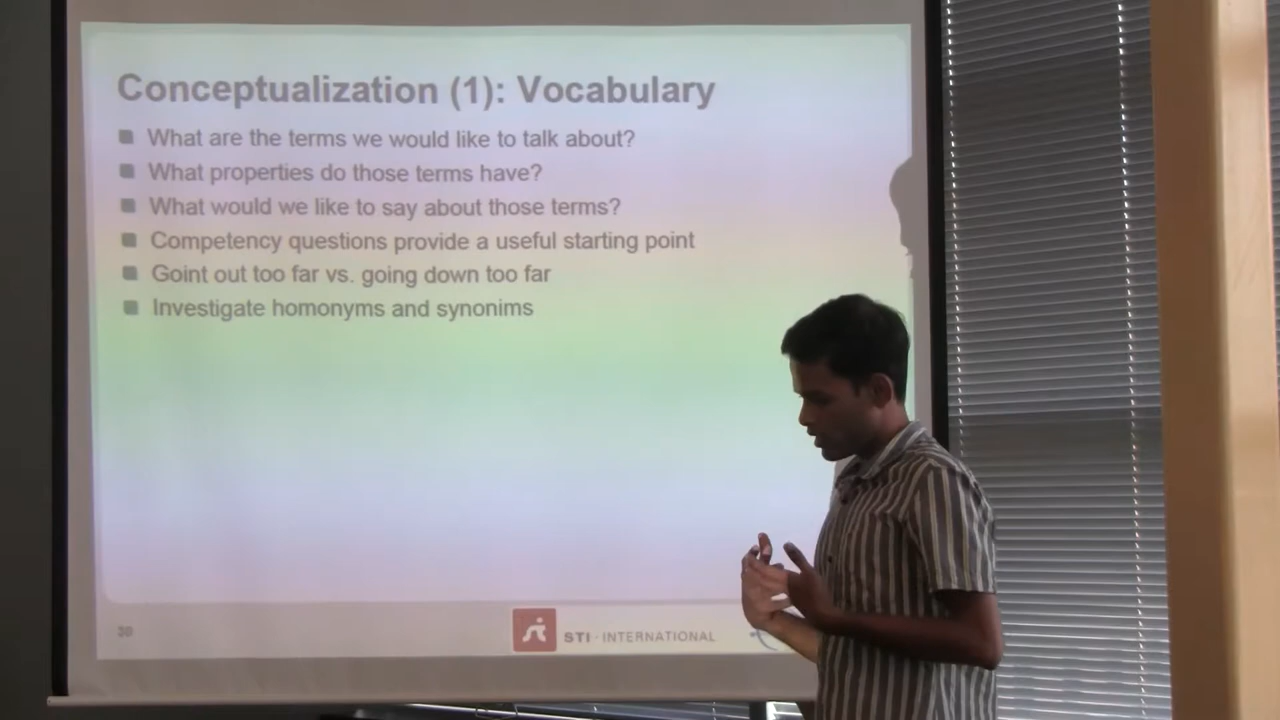 Conceptualization (1): Vocabulary
What are the terms we would like to talk about?
What properties do those terms have?
What would we like to say about those terms?
Competency questions provide a useful starting point
Goint out too far vs. going down too far
Investigate homonyms and synonims
STI · INTERNATIONAL